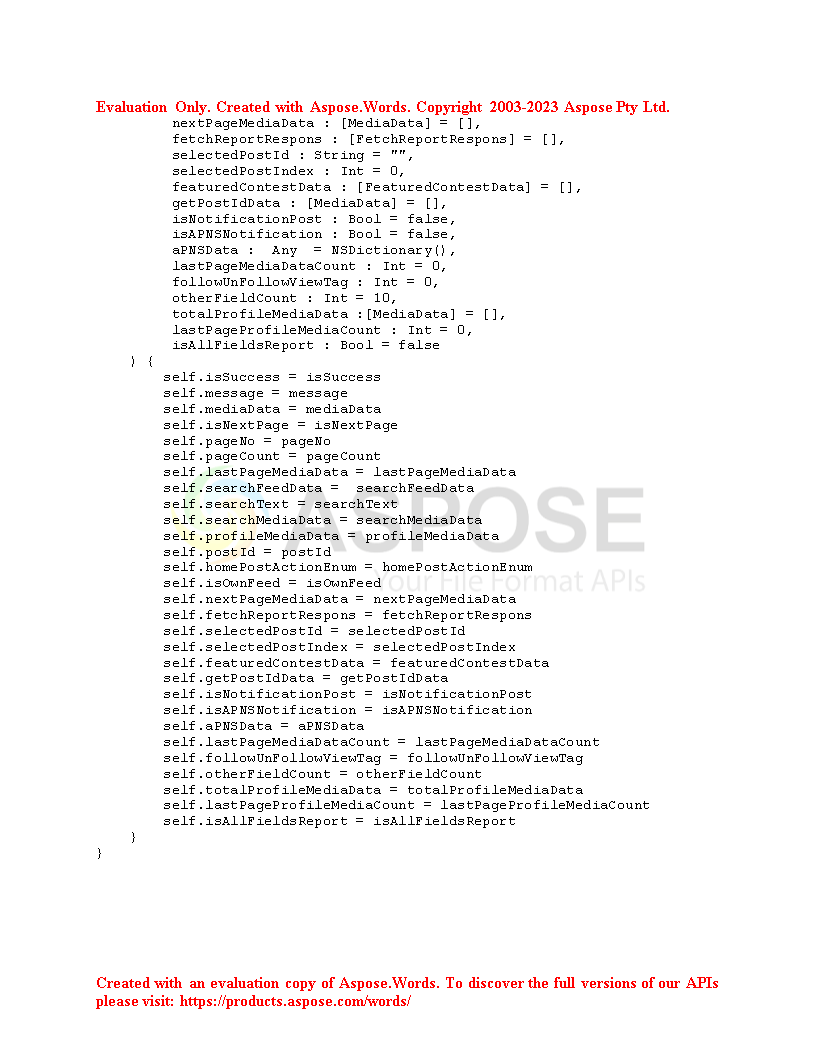 Evaluation Only. Created with Aspose.Words. Copyright 2003-2023 Aspose Pty Ltd.
nextPageMediaData : [MediaData] = [],
fetchReportRespons : [FetchReportRespons] = [],
selectedPostId : String = "",
selectedPostIndex : Int = 0,
featuredContestData : [FeaturedContestData] = [],
getPostIdData : [MediaData] = [],
isNotificationPost : Bool = false,
isAPNSNotification : Bool = false,
aPNSData :  Any  = NSDictionary(),
lastPageMediaDataCount : Int = 0,
followUnFollowViewTag : Int = 0,
otherFieldCount : Int = 10,
totalProfileMediaData :[MediaData] = [],
lastPageProfileMediaCount : Int = 0,
isAllFieldsReport : Bool = false
) {
self.isSuccess = isSuccess
self.message = message
self.mediaData = mediaData
self.isNextPage = isNextPage
self.pageNo = pageNo
self.pageCount = pageCount
self.lastPageMediaData = lastPageMediaData
self.searchFeedData =  searchFeedData
self.searchText = searchText
self.searchMediaData = searchMediaData
self.profileMediaData = profileMediaData
self.postId = postId
self.homePostActionEnum = homePostActionEnum
self.isOwnFeed = isOwnFeed
self.nextPageMediaData = nextPageMediaData
self.fetchReportRespons = fetchReportRespons
self.selectedPostId = selectedPostId
self.selectedPostIndex = selectedPostIndex
self.featuredContestData = featuredContestData
self.getPostIdData = getPostIdData
self.isNotificationPost = isNotificationPost
self.isAPNSNotification = isAPNSNotification
self.aPNSData = aPNSData
self.lastPageMediaDataCount = lastPageMediaDataCount
self.followUnFollowViewTag = followUnFollowViewTag
self.otherFieldCount = otherFieldCount
self.totalProfileMediaData = totalProfileMediaData
self.lastPageProfileMediaCount = lastPageProfileMediaCount
self.isAllFieldsReport = isAllFieldsReport
}
}
ASPOSE
Your File Format APIs
Created with an evaluation copy of Aspose.Words. To discover the full versions of our APIs
please visit: https://products.aspose.com/words/